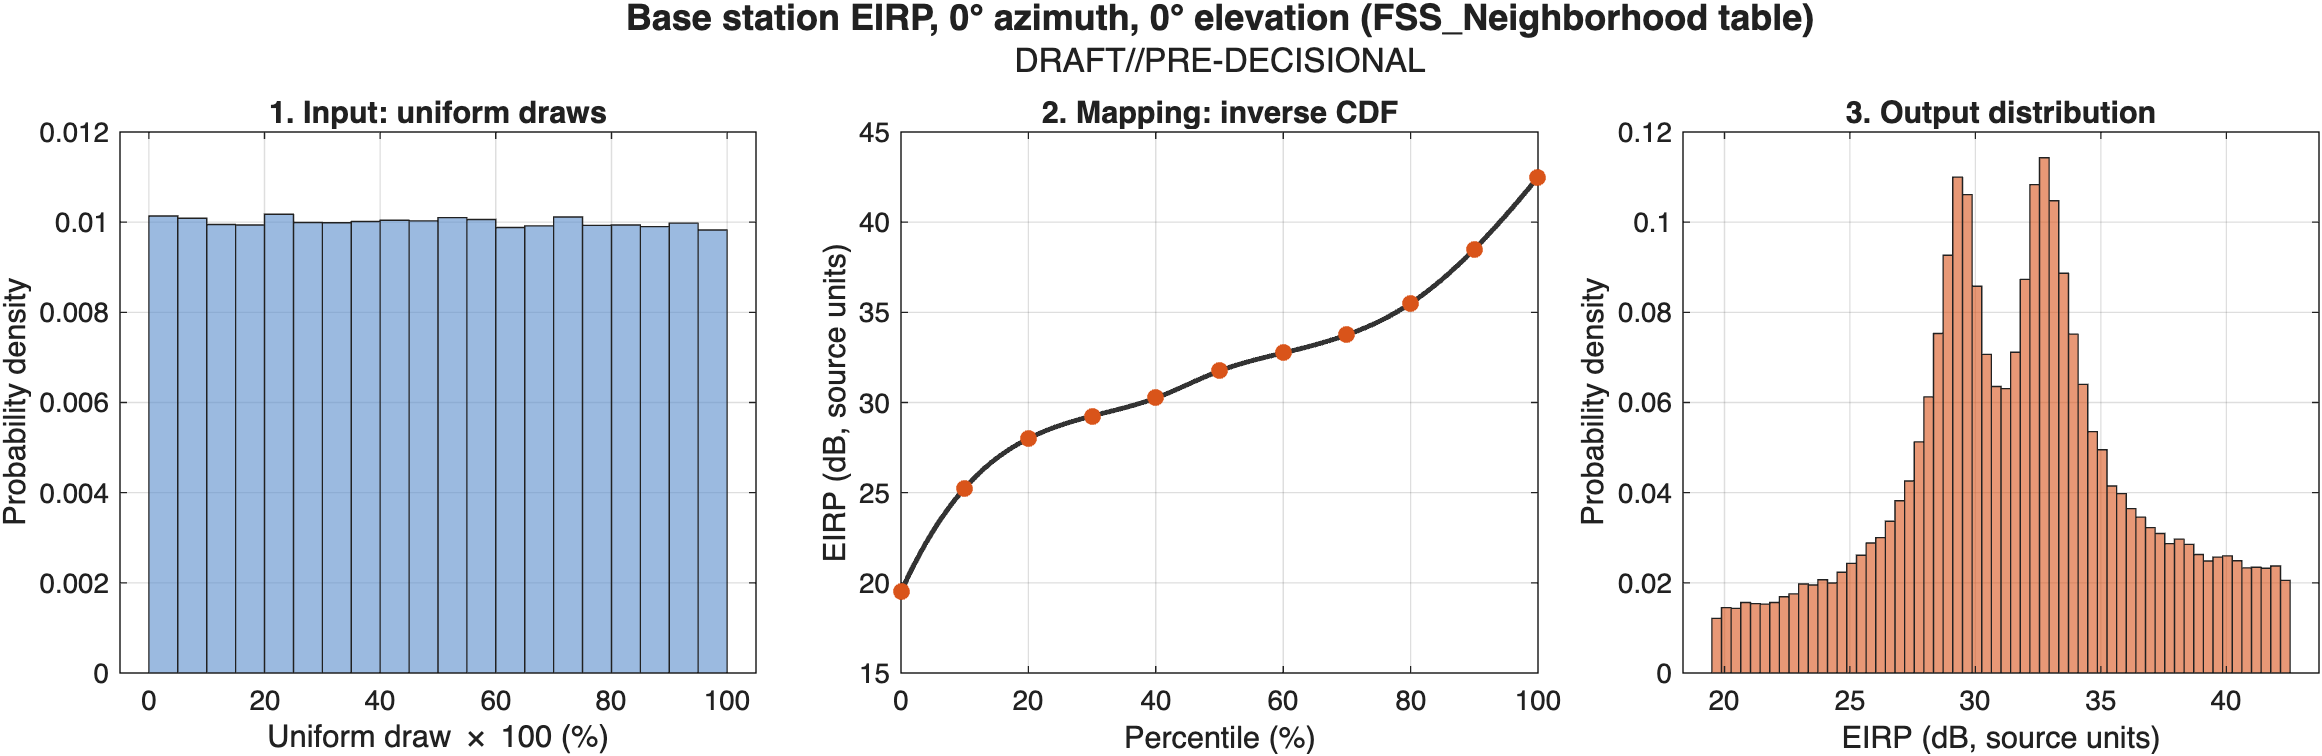 Base station EIRP, 0° azimuth, 0° elevation (FSS_Neighborhood table)
DRAFT//PRE-DECISIONAL
1. Input: uniform draws
0.012
0.01
0.008
0.006
0.004
0.002
0
Probability density
0 20 40 60 80 100
Uniform draw × 100 (%)
2. Mapping: inverse CDF
45
40
35
30
25
20
15
EIRP (dB, source units)
0 20 40 60 80 100
Percentile (%)
3. Output distribution
0.12
0.1
0.08
0.06
0.04
0.02
0
Probability density
20 25 30 35 40
EIRP (dB, source units)